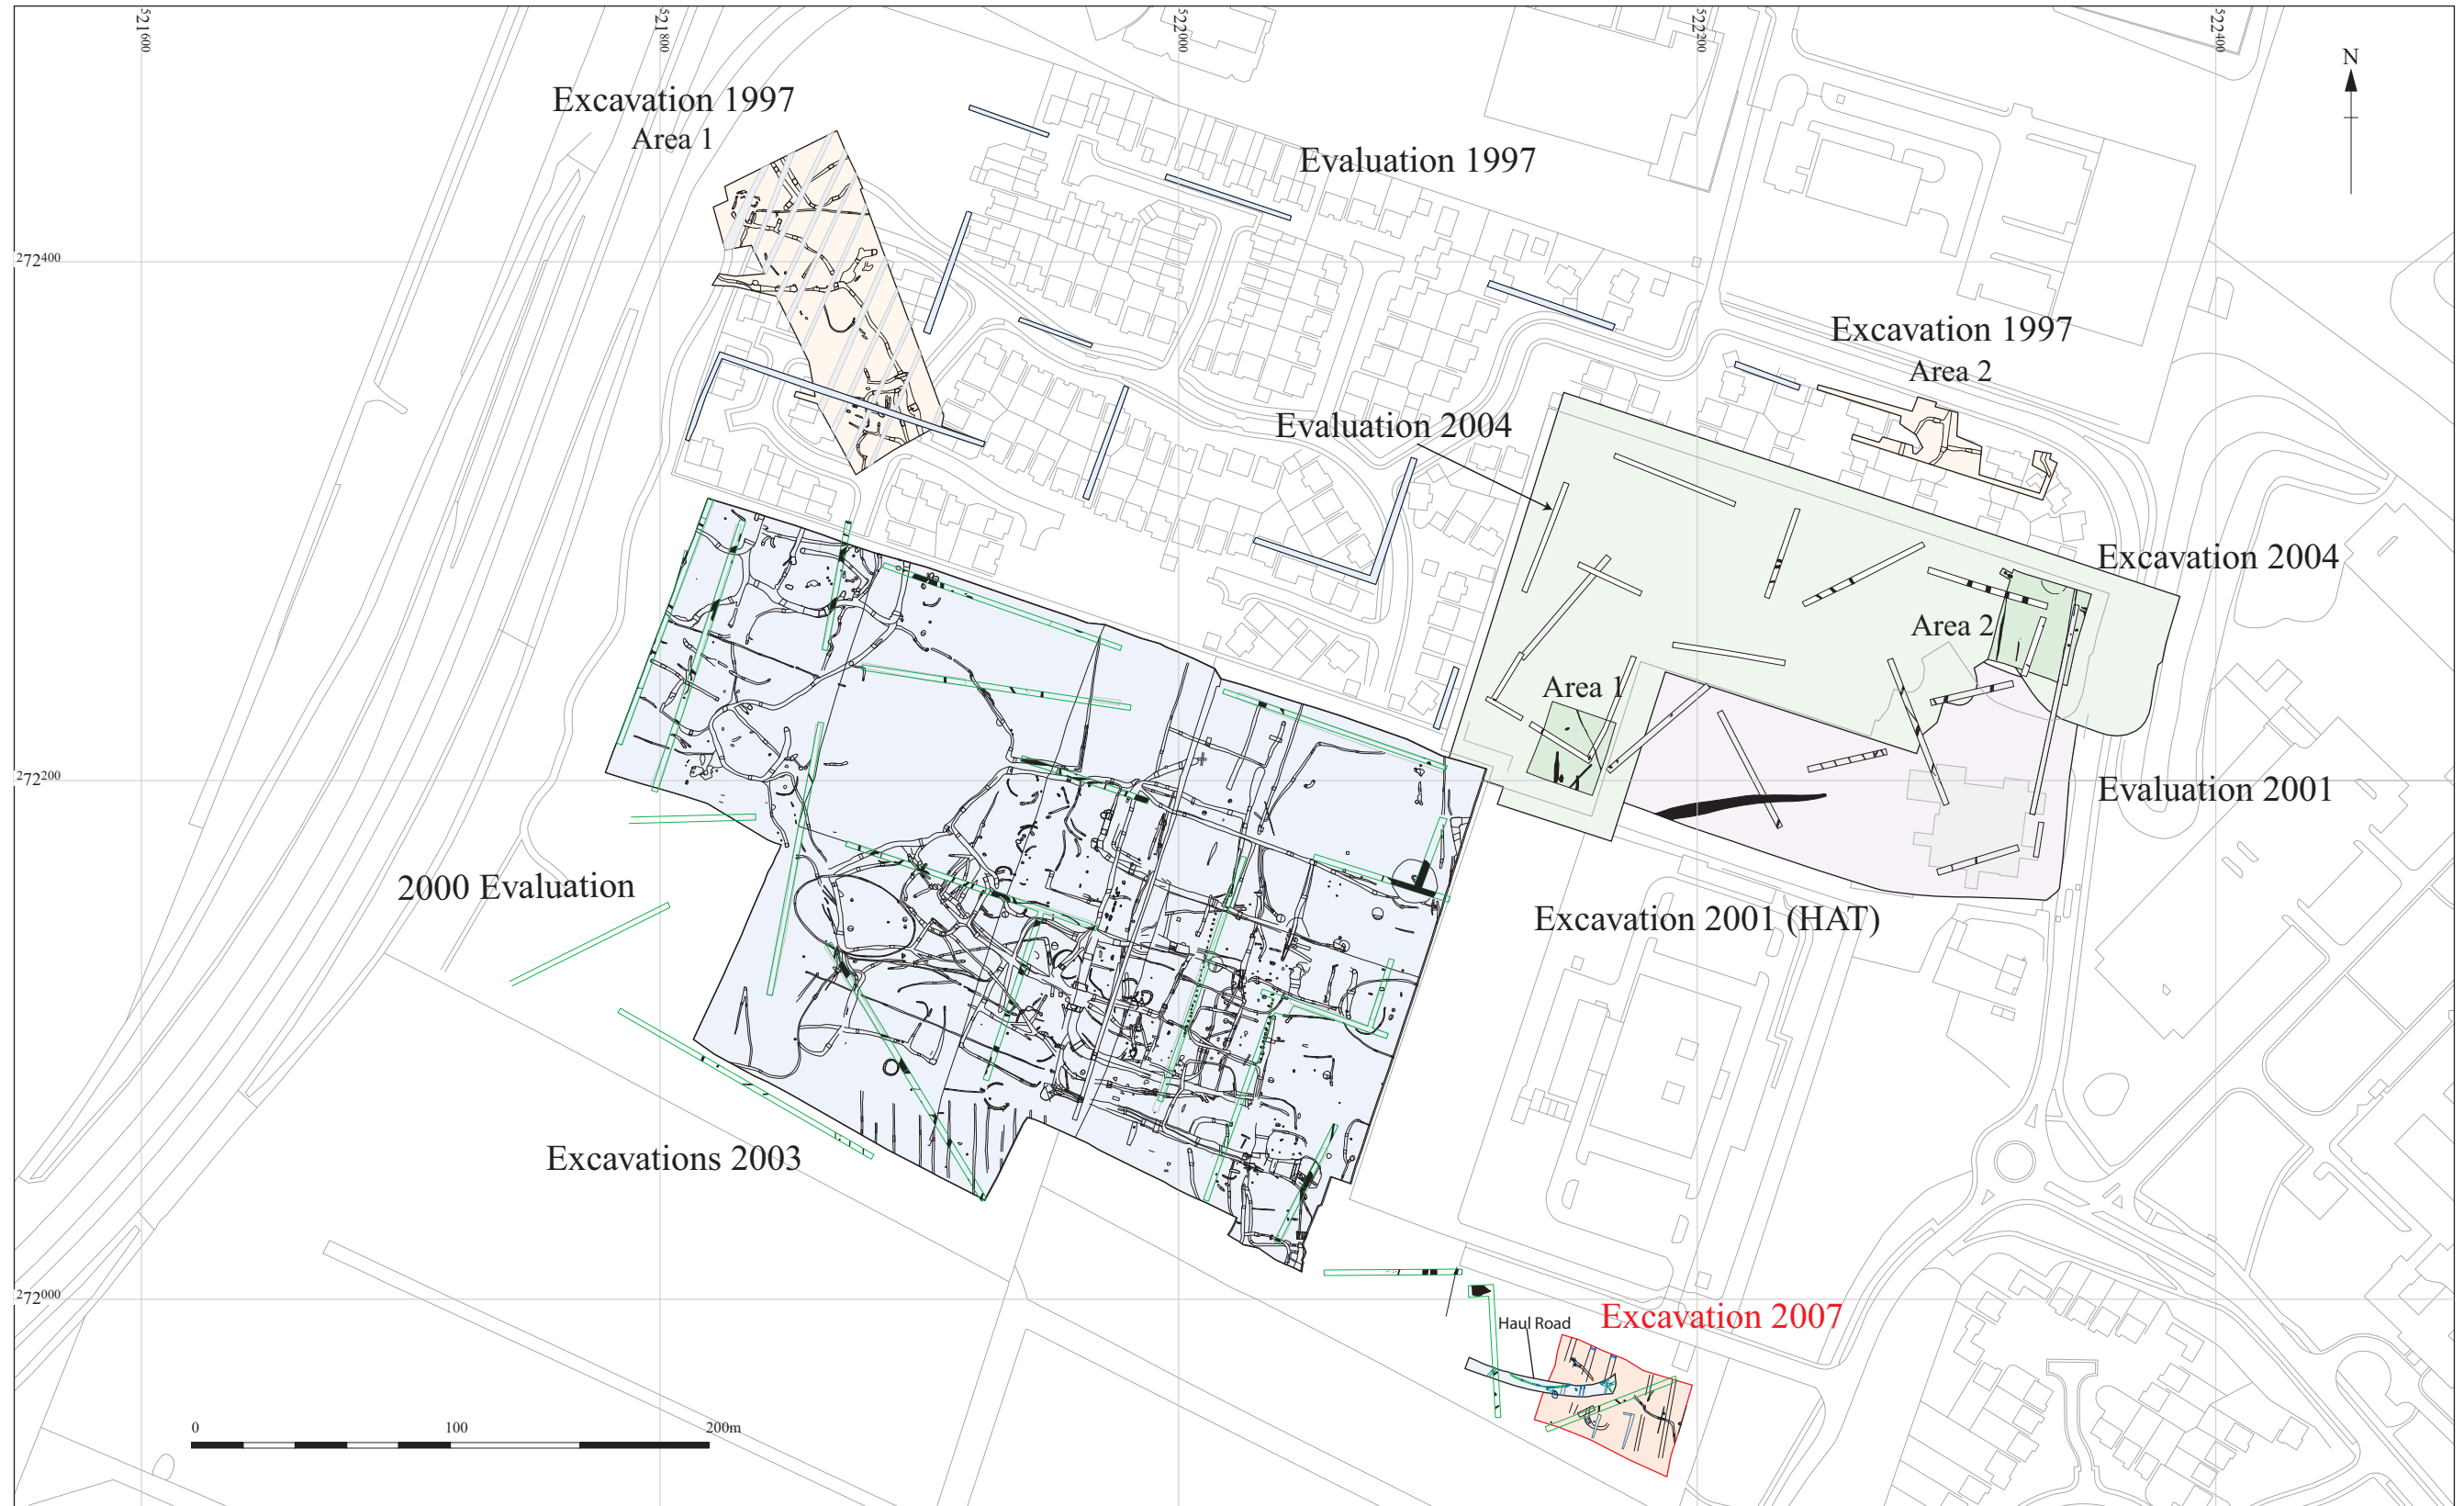 521600
521800
522000
522200
522400
N
Excavation 1997
Area 1
Evaluation 1997
272400
Excavation 1997
Area 2
Evaluation 2004
Excavation 2004
Area 2
Area 1
272200
Evaluation 2001
2000 Evaluation
Excavation 2001 (HAT)
Excavations 2003
272000
Excavation 2007
Haul Road
0 100 200m